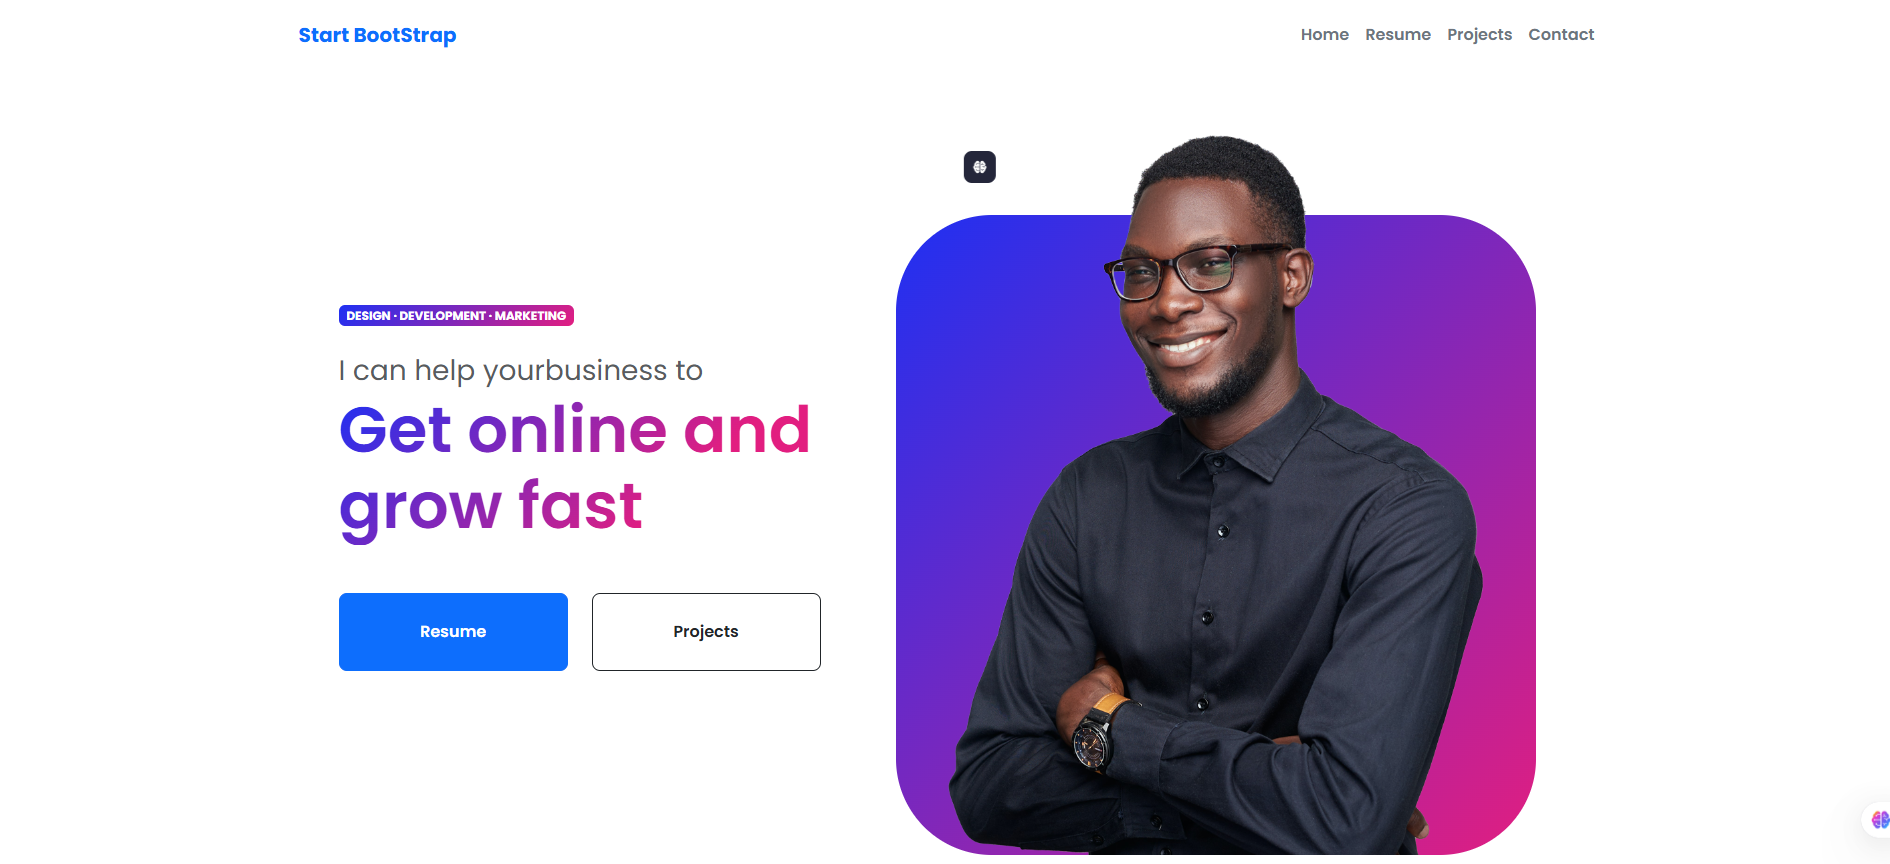 Start BootStrap
Home Resume Projects Contact
DESIGN · DEVELOPMENT · MARKETING
I can help yourbusiness to
Get online and
grow fast
Resume
Projects